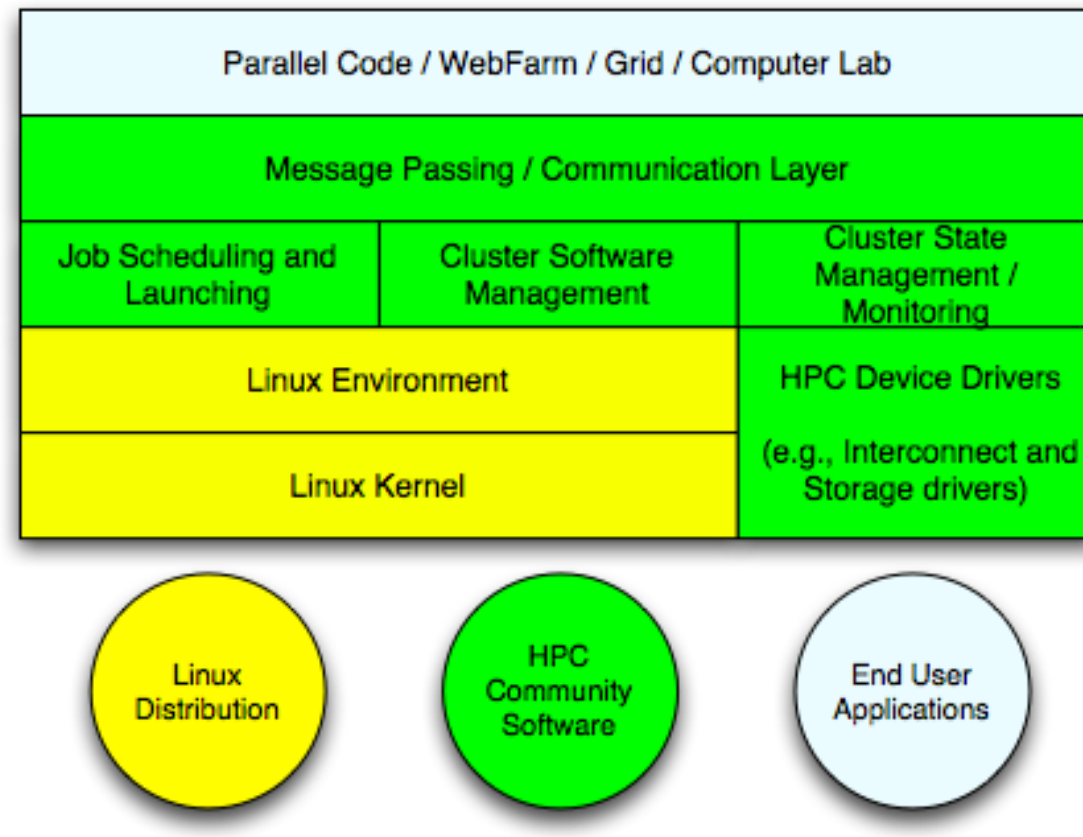 Parallel Code / WebFarm / Grid / Computer Lab
Message Passing / Communication Layer
Job Scheduling and
Launching
Cluster Software
Management
Cluster State
Management /
Monitoring
Linux Environment
Linux Kernel
HPC Device Drivers
(e.g., Interconnect and
Storage drivers)
Linux
Distribution
HPC
Community
Software
End User
Applications